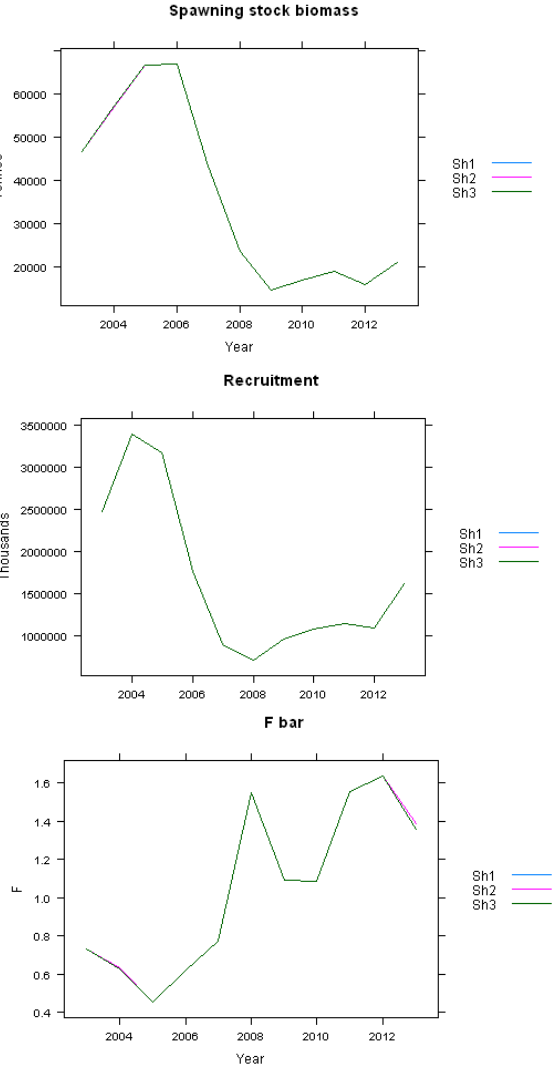 Spawning stock biomass
60000
50000
40000
30000
20000
2004 2006 2008 2010 2012
Year
Sh1
Sh2
Sh3
Recruitment
3500000
3000000
2500000
2000000
1500000
1000000
Thousands
2004 2006 2008 2010 2012
Sh1
Sh2
Sh3
F bar
1.6
1.4
1.2
1.0
0.8
0.6
0.4
F
2004 2006 2008 2010 2012
Year
Sh1
Sh2
Sh3